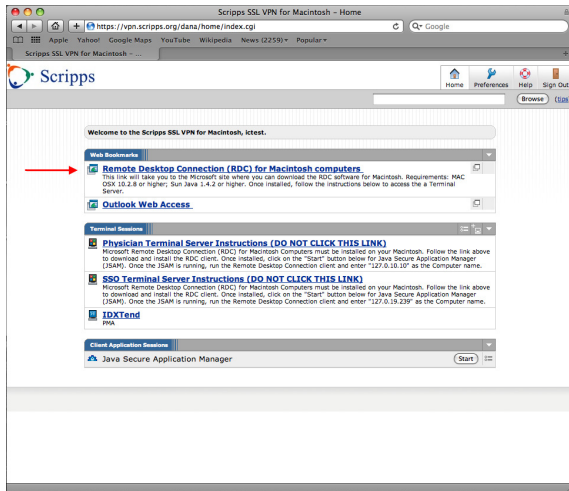 Scripps SSL VPN for Macintosh – Home
https://vpn.scripps.org/dana/home/index.cgi
Google
Apple Yahoo! Google Maps YouTube Wikipedia News (2259) Popular
Scripps SSL VPN for Macintosh – ...
Scripps
Home Preferences Help Sign Out
Browse (tips
Welcome to the Scripps SSL VPN for Macintosh, ictest.
Web Bookmarks
Remote Desktop Connection (RDC) for Macintosh computers
This link will take you to the Microsoft site where you can download the RDC software for Macintosh. Requirements: MAC
OSX 10.2.8 or higher; Sun Java 1.4.2 or higher. Once installed, follow the instructions below to access the a Terminal
Server.
Outlook Web Access
Terminal Sessions
Physician Terminal Server Instructions (DO NOT CLICK THIS LINK)
Microsoft Remote Desktop Connection (RDC) for Macintosh Computers must be installed on your Macintosh. Follow the link above
to download and install the RDC client. Once installed, click on the "Start" button below for Java Secure Application Manager
(JSAM). Once the JSAM is running, run the Remote Desktop Connection client and enter "127.0.10.10" as the Computer name.
SSO Terminal Server Instructions (DO NOT CLICK THIS LINK)
Microsoft Remote Desktop Connection (RDC) for Macintosh Computers must be installed on your Macintosh. Follow the link above
to download and install the RDC client. Once installed, click on the "Start" button below for Java Secure Application Manager
(JSAM). Once the JSAM is running, run the Remote Desktop Connection client and enter "127.0.19.239" as the Computer name.
IDXTend
PMA
Client Application Sessions
Java Secure Application Manager
Start